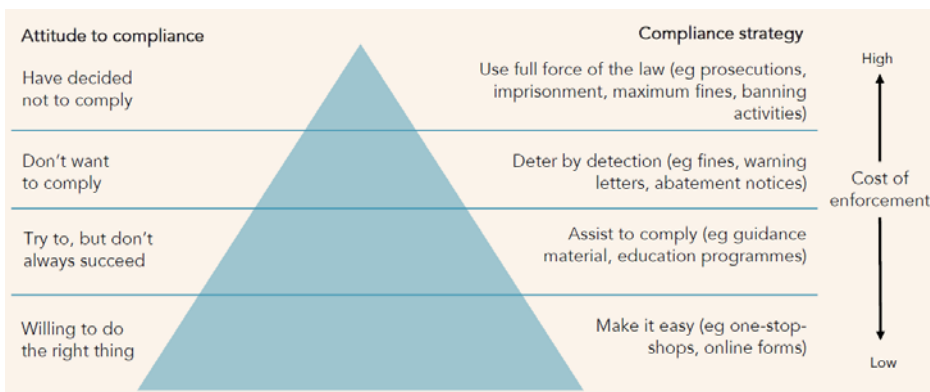 Attitude to compliance
Compliance strategy
High
Have decided
not to comply
Use full force of the law (eg prosecutions,
imprisonment, maximum fines, banning
activities)
Don't want
to comply
Deter by detection (eg fines, warning
letters, abatement notices)
Cost of
enforcement
Try to, but don't
always succeed
Assist to comply (eg guidance
material, education programmes)
Willing to do
the right thing
Make it easy (eg one-stop-
shops, online forms)
Low